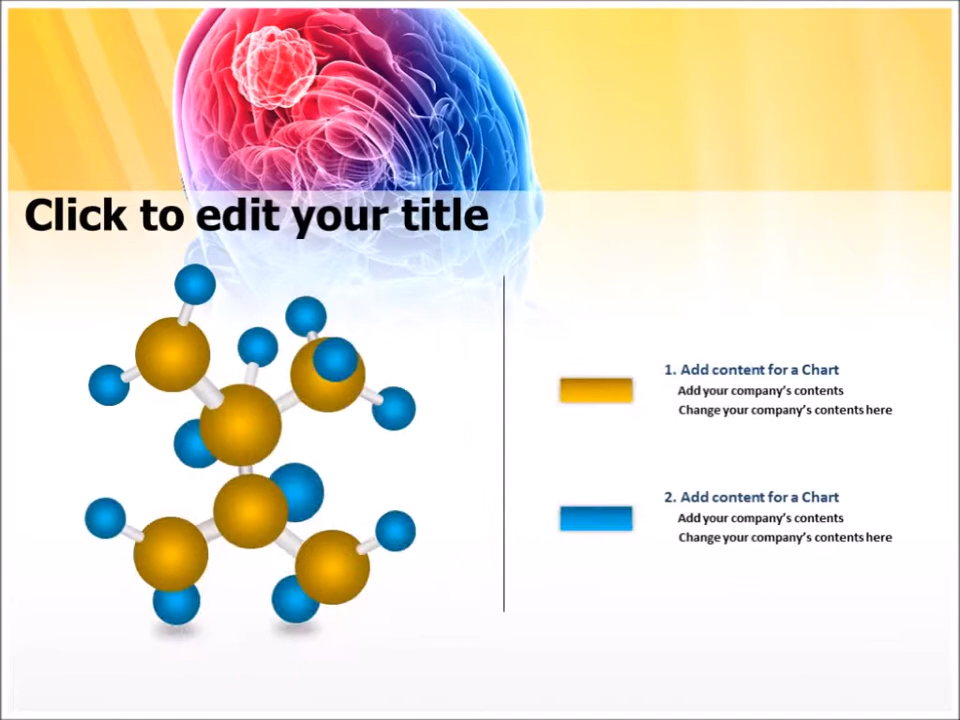 Click to edit your title
1. Add content for a Chart
Add your company's contents
Change your company's contents here
2. Add content for a Chart
Add your company's contents
Change your company's contents here